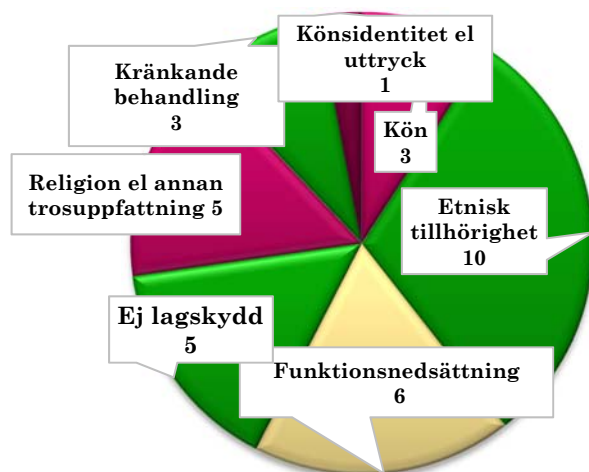 Könsidentitet el
uttryck
1
Kränkande
behandling
3
Kön
3
Religion el annan
trosuppfattning 5
Etnisk
tillhörighet
10
Ej lagskydd
5
Funktionsnedsättning
6